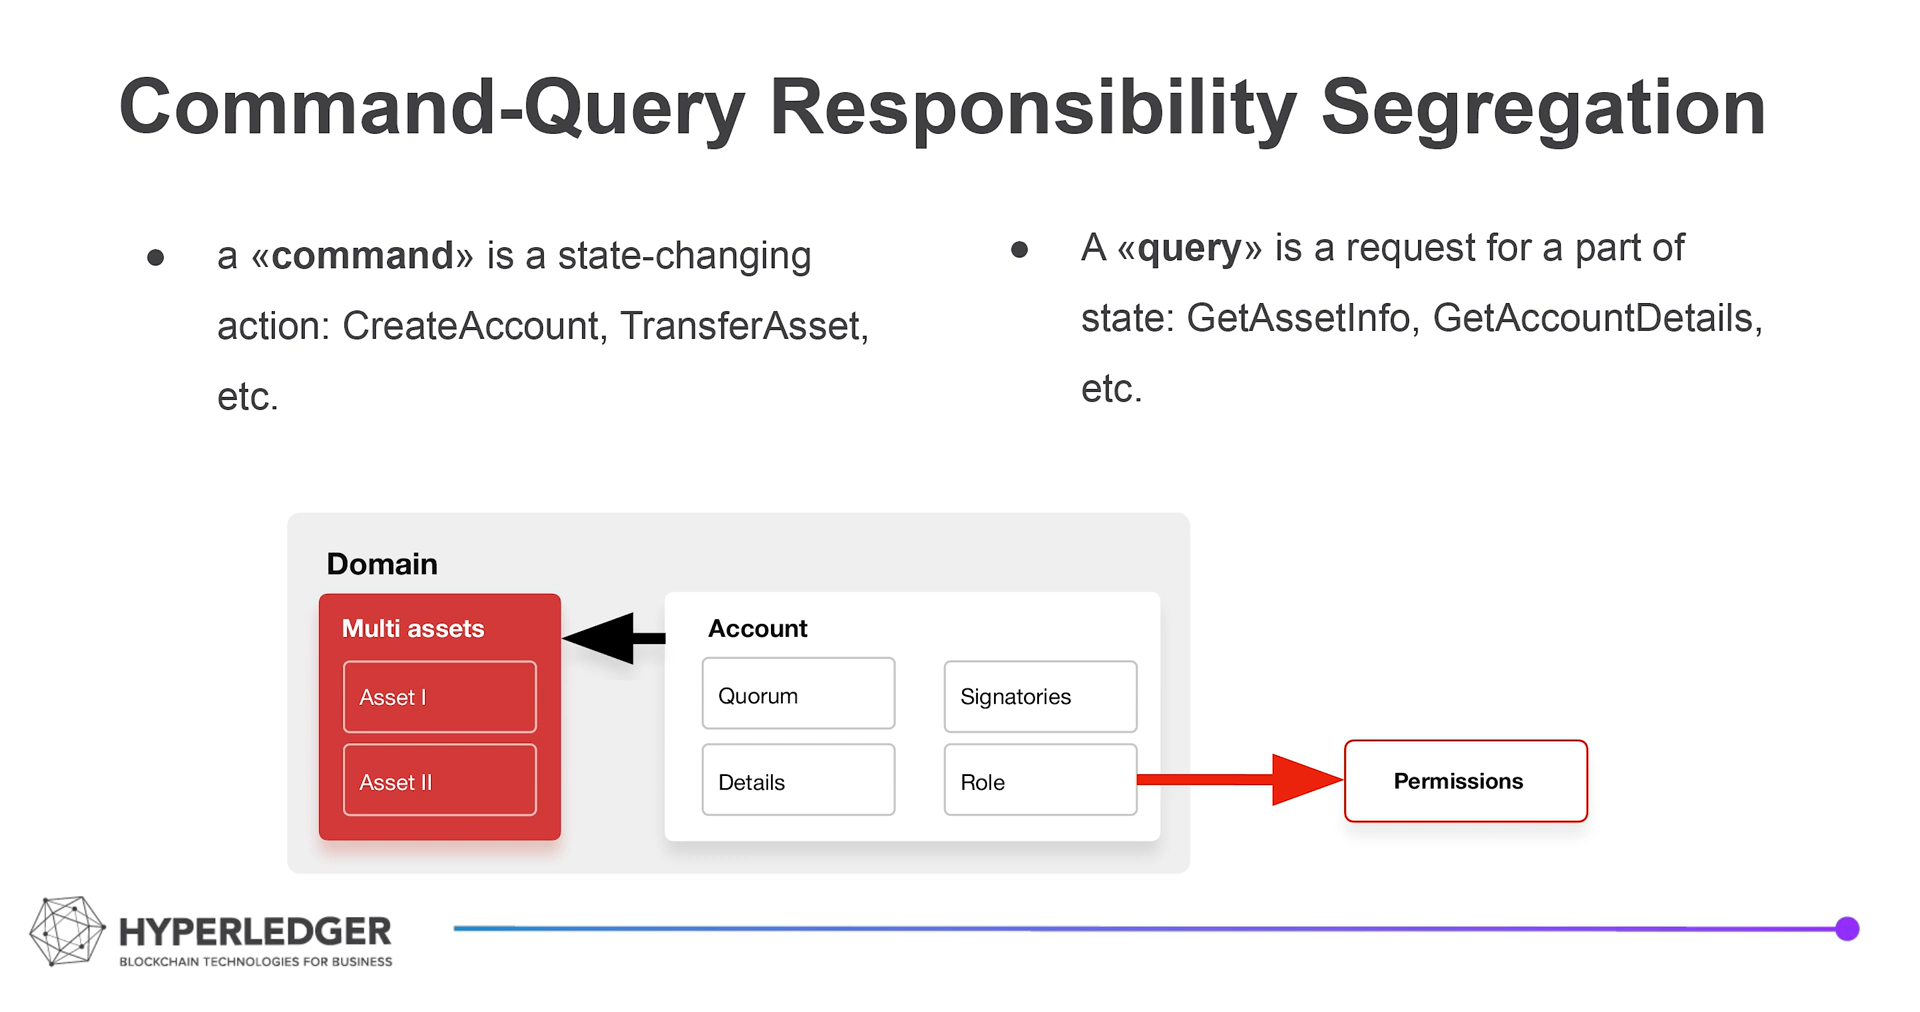 Command-Query Responsibility Segregation
● a «command» is a state-changing
action: CreateAccount, TransferAsset,
etc.
● A «query» is a request for a part of
state: GetAssetInfo, GetAccountDetails,
etc.
Domain
Multi assets
Asset I
Asset II
Account
Quorum
Signatories
Details
Role
Permissions
HYPERLEDGER
BLOCKCHAIN TECHNOLOGIES FOR BUSINESS